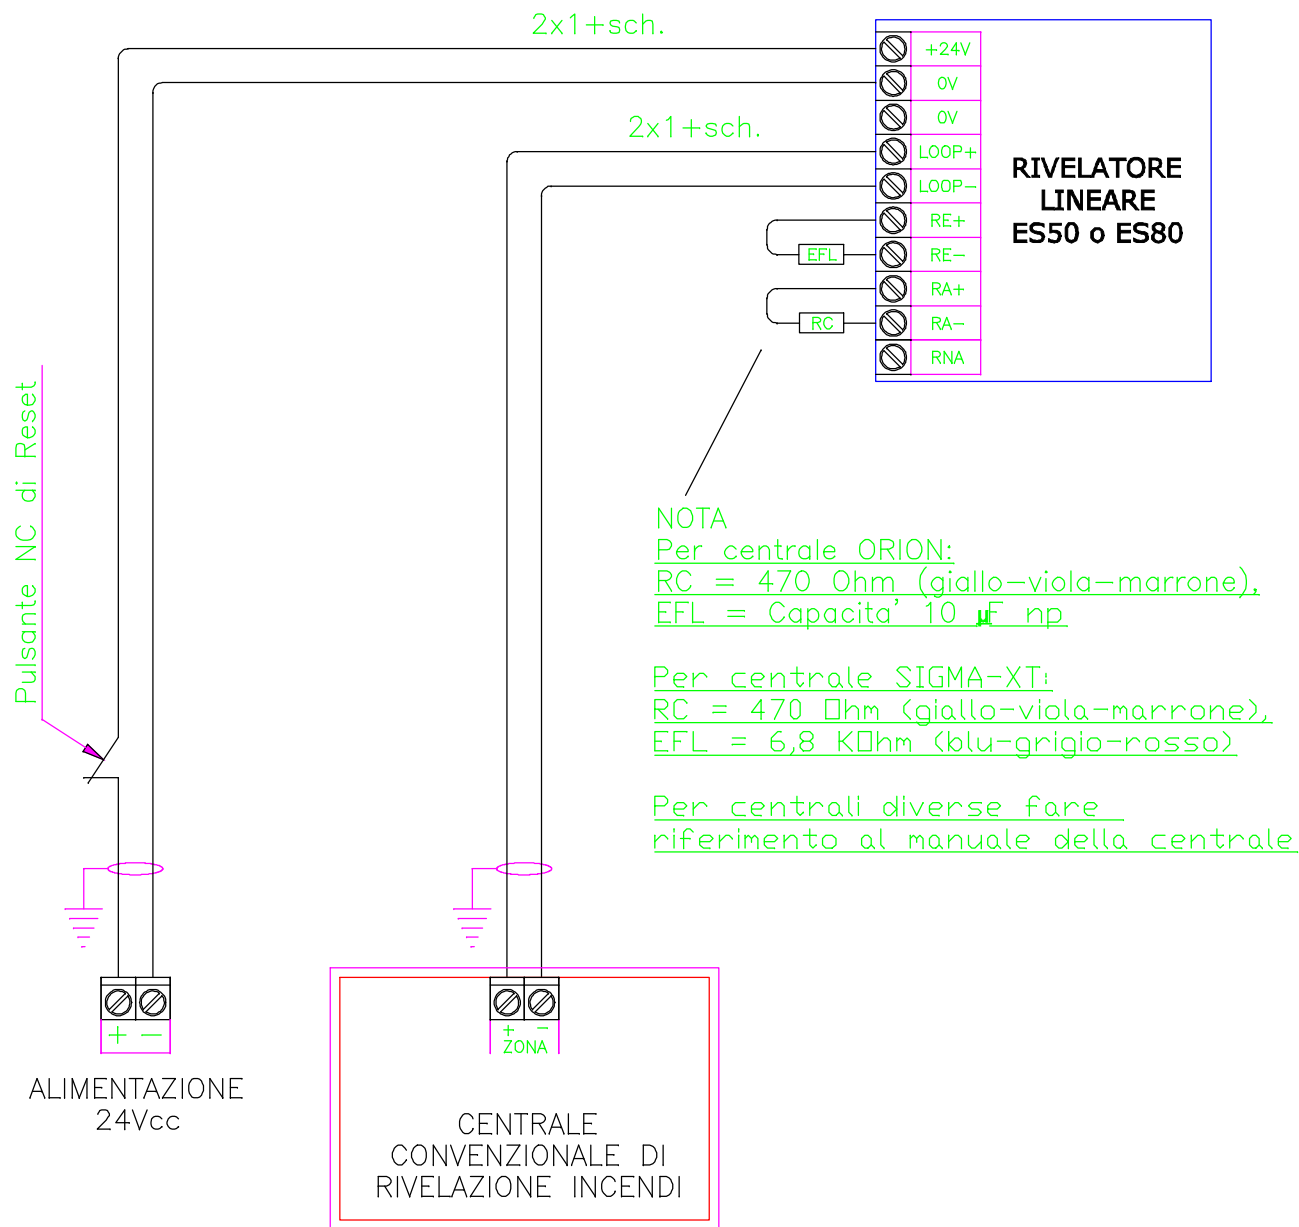 2x1+sch.
+24V
0V
0V
2x1+sch.
LOOP+
LOOP-
RE+
EFL
RE-
RA+
RC
RA-
RNA
RIVELATORE
LINEARE
ES50 o ES80
Pulsante NC di Reset
NOTA
Per centrale ORION:
RC = 470 Ohm (giallo-viola-marrone),
EFL = Capacita' 10 µF np
Per centrale SIGMA-XT:
RC = 470 Ohm (giallo-viola-marrone),
EFL = 6,8 KOhm (blu-grigio-rosso)
Per centrali diverse fare
riferimento al manuale della centrale
+ -
ALIMENTAZIONE
24Vcc
+ -
ZONA
CENTRALE
CONVENZIONALE DI
RIVELAZIONE INCENDI